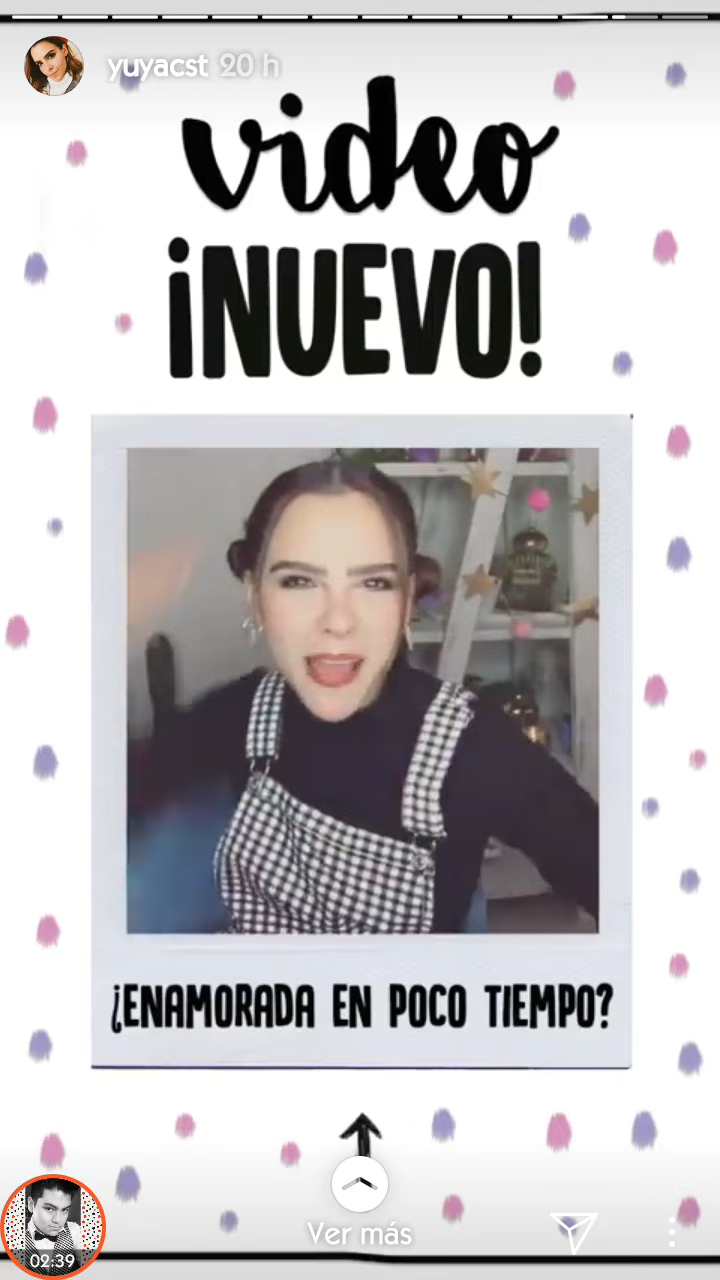 yuyacst 20 h
video
¡NUEVO!
¿ENAMORADA EN POCO TIEMPO?
Ver más
02:39